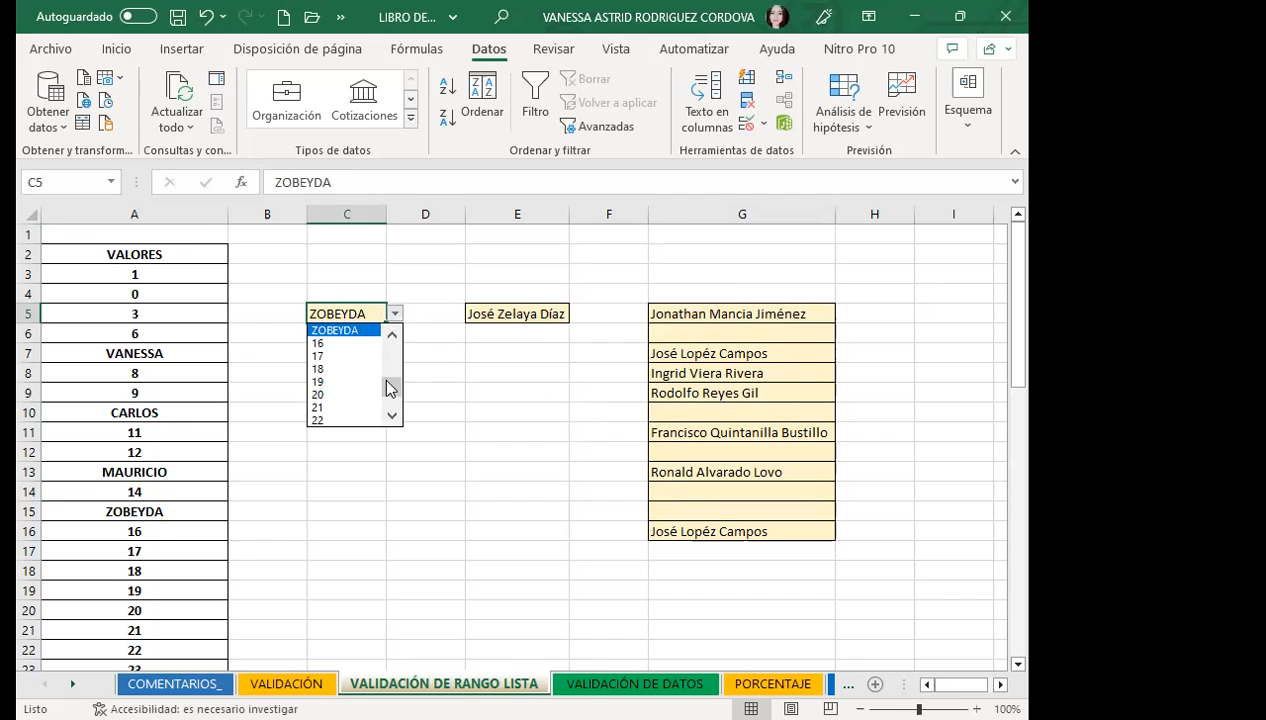 Autoguardado
LIBRO DE...
VANESSA ASTRID RODRIGUEZ CORDOVA
Archivo Inicio Insertar Disposición de página Fórmulas Datos Revisar Vista Automatizar Ayuda Nitro Pro 10
Obtener datos
Actualizar todo
Organización
Cotizaciones
Ordenar
Filtro
Borrar
Volver a aplicar
Avanzadas
Texto en columnas
Análisis de hipótesis
Previsión
Esquema
Obtener y transform... Consultas y con... Tipos de datos Ordenar y filtrar Herramientas de datos Previsión
C5 fx ZOBEYDA
A B C D E F G H I
1
2 VALORES
3 1
4 0
5 3 ZOBEYDA José Zelaya Díaz Jonathan Mancia Jiménez
6 6
7 VANESSA José Lopéz Campos
8 8 Ingrid Viera Rivera
9 9 Rodolfo Reyes Gil
10 CARLOS
11 11 Francisco Quintanilla Bustillo
12 12
13 MAURICIO Ronald Alvarado Lovo
14 14
15 ZOBEYDA
16 16 José Lopéz Campos
17 17
18 18
19 19
20 20
21 21
22 22
23 23
ZOBEYDA
16
17
18
19
20
21
22
COMENTARIOS_ VALIDACIÓN VALIDACIÓN DE RANGO LISTA VALIDACIÓN DE DATOS PORCENTAJE ...
Listo Accesibilidad: es necesario investigar 100%